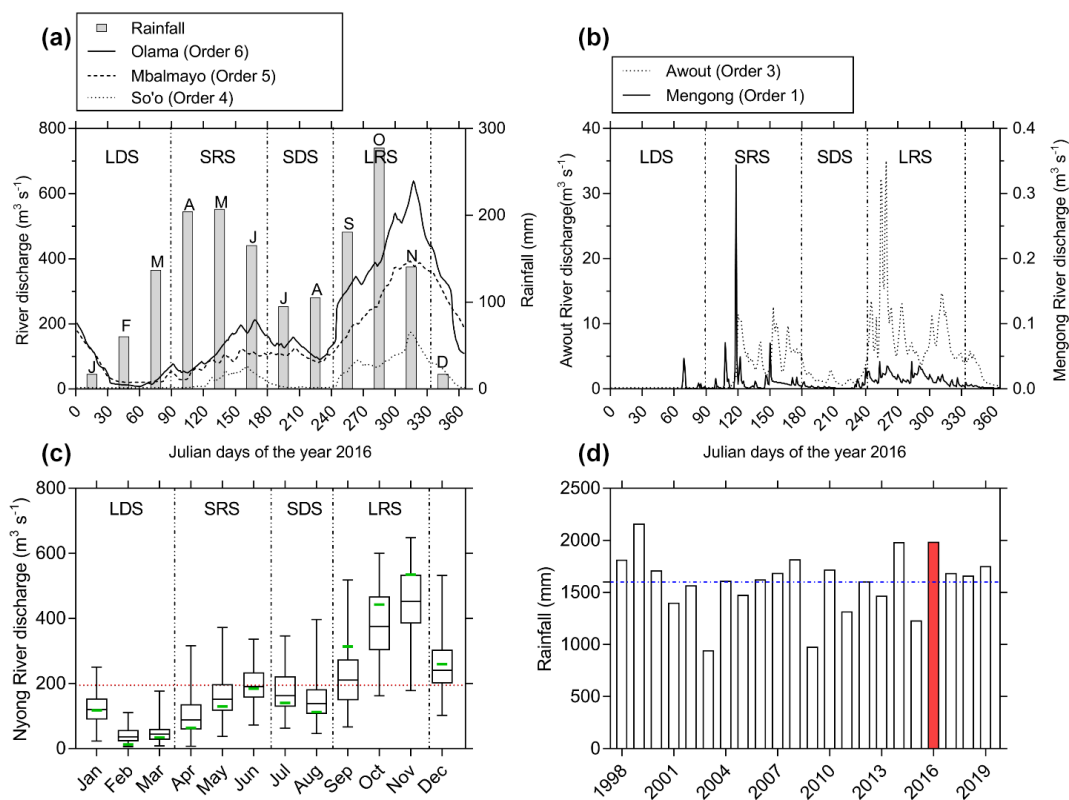 (a)
Rainfall
Olama (Order 6)
Mbalmayo (Order 5)
So'o (Order 4)
800
600
400
200
0
River discharge (m³ s⁻¹)
LDS
SRS
SDS
LRS
J
F
M
A
M
J
J
A
S
O
N
D
300
200
100
0
Rainfall (mm)
0 30 60 90 120 150 180 210 240 270 300 330 360
Julian days of the year 2016
(b)
Awout (Order 3)
Mengong (Order 1)
40
30
20
10
0
Awout River discharge(m³ s⁻¹)
LDS
SRS
SDS
LRS
0.4
0.3
0.2
0.1
0.0
Mengong River discharge (m³ s⁻¹)
0 30 60 90 120 150 180 210 240 270 300 330 360
Julian days of the year 2016
(c)
800
600
400
200
0
Nyong River discharge (m³ s⁻¹)
LDS
SRS
SDS
LRS
Jan Feb Mar Apr May Jun Jul Aug Sep Oct Nov Dec
(d)
2500
2000
1500
1000
500
0
Rainfall (mm)
1998 2001 2004 2007 2010 2013 2016 2019